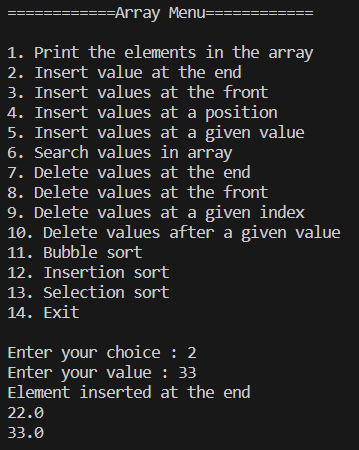 ============Array Menu============
1. Print the elements in the array
2. Insert value at the end
3. Insert values at the front
4. Insert values at a position
5. Insert values at a given value
6. Search values in array
7. Delete values at the end
8. Delete values at the front
9. Delete values at a given index
10. Delete values after a given value
11. Bubble sort
12. Insertion sort
13. Selection sort
14. Exit
Enter your choice : 2
Enter your value : 33
Element inserted at the end
22.0
33.0